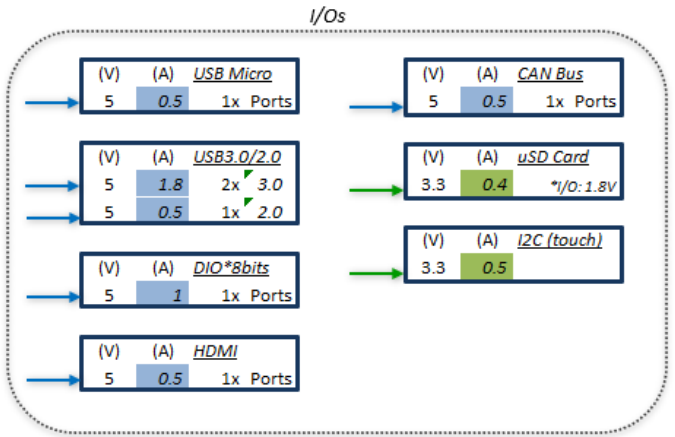 I/Os
(V) (A) USB Micro
5 0.5 1x Ports
(V) (A) USB3.0/2.0
5 1.8 2x 3.0
5 0.5 1x 2.0
(V) (A) DIO*8bits
5 1 1x Ports
(V) (A) HDMI
5 0.5 1x Ports
(V) (A) CAN Bus
5 0.5 1x Ports
(V) (A) uSD Card
3.3 0.4 *I/O: 1.8V
(V) (A) I2C (touch)
3.3 0.5